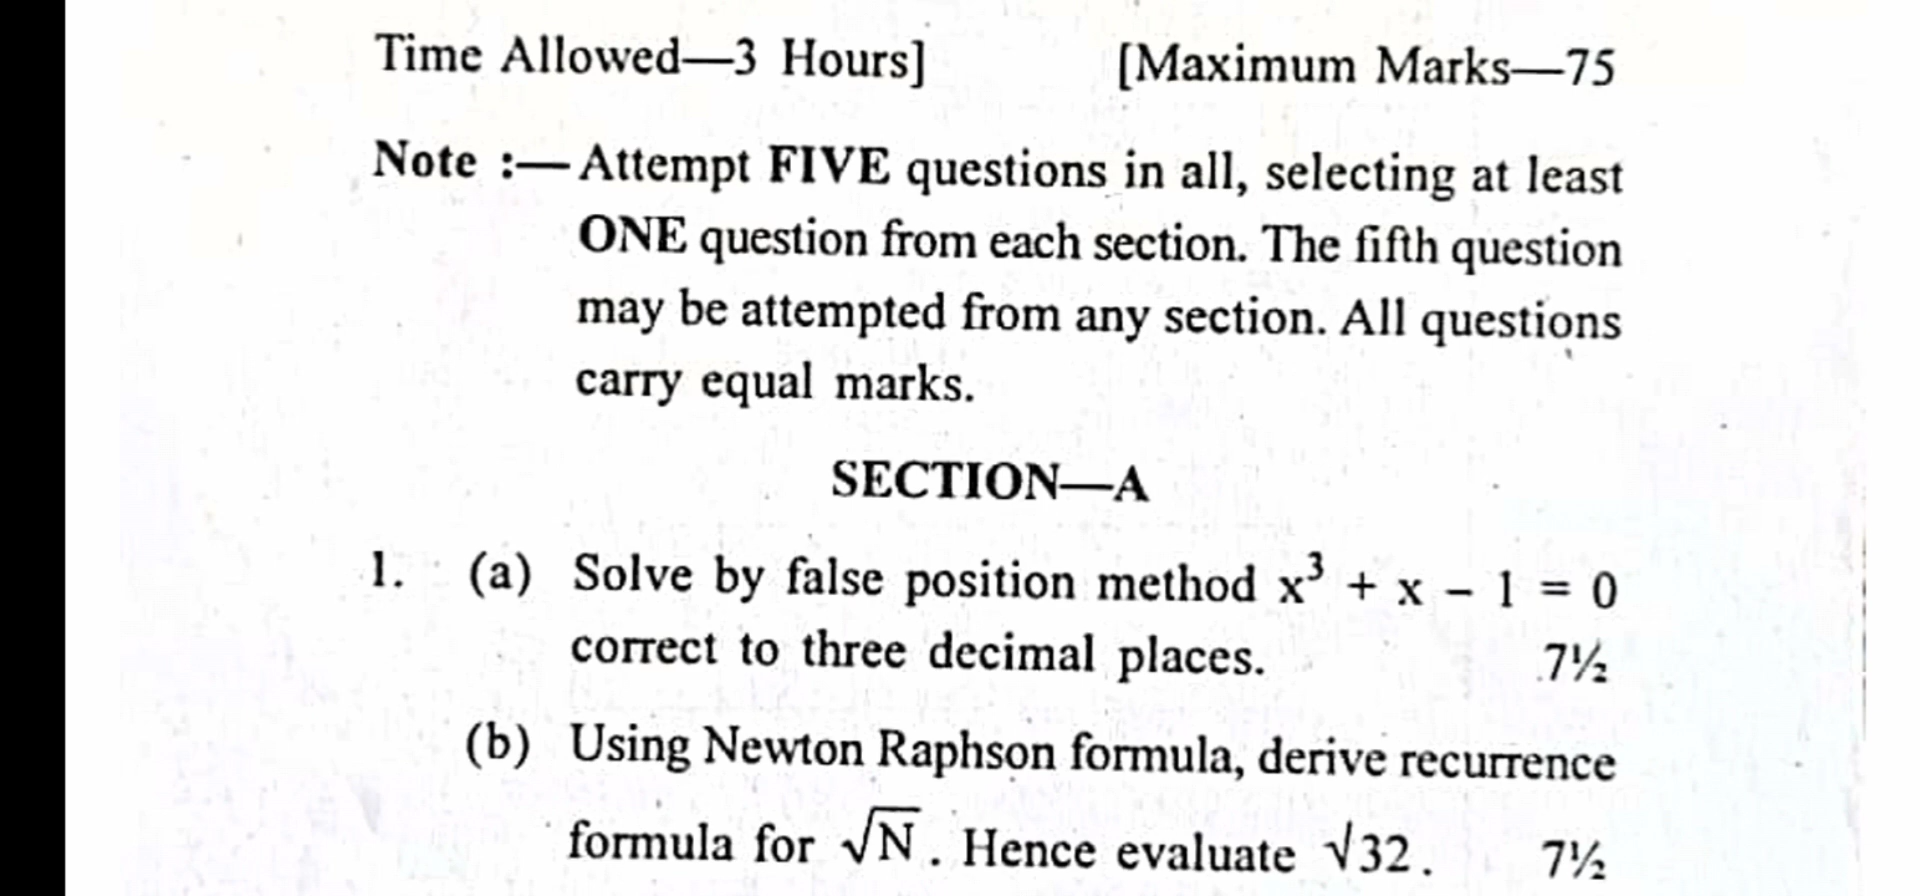 Time Allowed—3 Hours] [Maximum Marks—75
Note :— Attempt FIVE questions in all, selecting at least
ONE question from each section. The fifth question
may be attempted from any section. All questions
carry equal marks.
SECTION—A
1. (a) Solve by false position method x³ + x − 1 = 0
correct to three decimal places. 7½
(b) Using Newton Raphson formula, derive recurrence
formula for √N. Hence evaluate √32. 7½